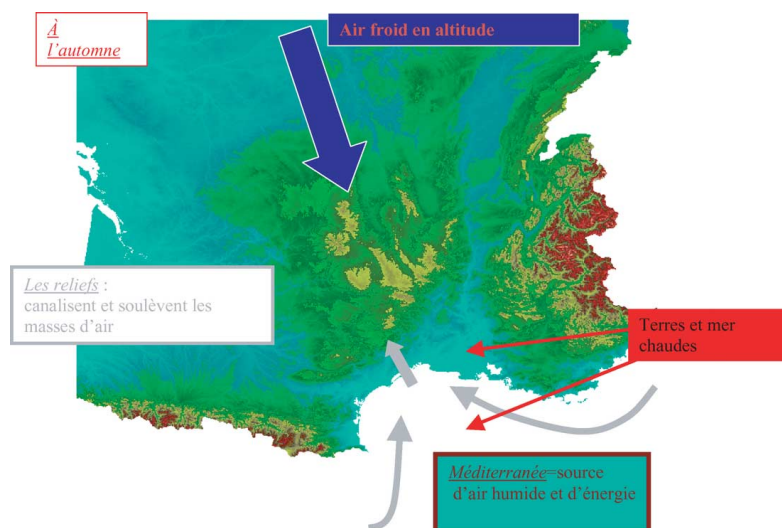 À
l'automne
Air froid en altitude
Les reliefs :
canalisent et soulèvent les
masses d'air
Terres et mer
chaudes
Méditerranée=source
d'air humide et d'énergie